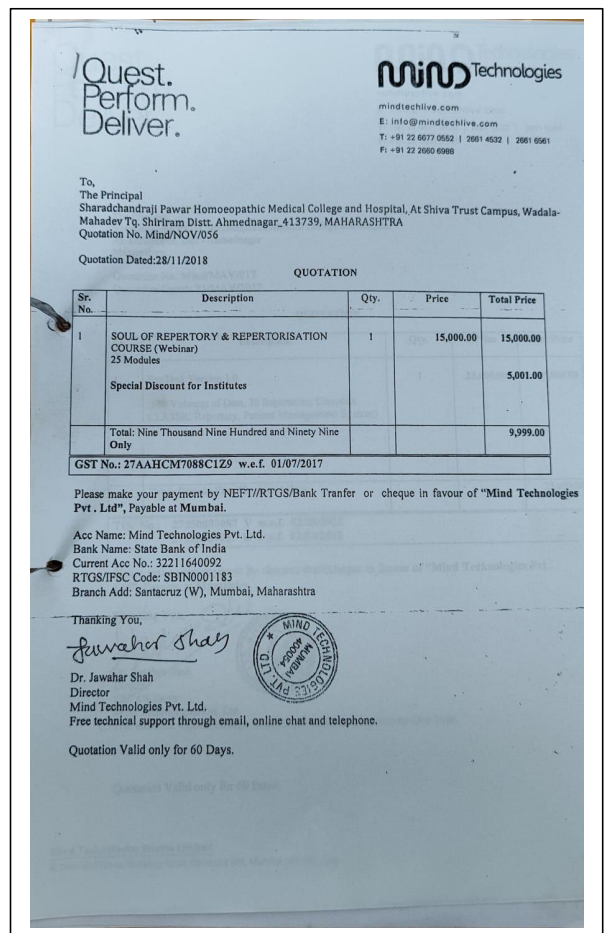 Quest.
Perform.
Deliver.
MiND Technologies
mindtechlive.com
E: info@mindtechlive.com
T: +91 22 6677 0552 | 2661 4532 | 2661 6561
F: +91 22 2660 6988
To,
The Principal
Sharadchandraji Pawar Homoeopathic Medical College and Hospital, At Shiva Trust Campus, Wadala-
Mahadev Tq. Shriram Distt. Ahmednagar_413739, MAHARASHTRA
Quotation No. Mind/NOV/056
Quotation Dated:28/11/2018
QUOTATION
Sr. No. Description Qty. Price Total Price
1 SOUL OF REPERTORY & REPERTORISATION 1 15,000.00 15,000.00
COURSE (Webinar)
25 Modules
5,001.00
Special Discount for Institutes
Total: Nine Thousand Nine Hundred and Ninety Nine 9,999.00
Only
GST No.: 27AAHCM7088C1Z9 w.e.f. 01/07/2017
Please make your payment by NEFT//RTGS/Bank Tranfer or cheque in favour of "Mind Technologies
Pvt . Ltd", Payable at Mumbai.
Acc Name: Mind Technologies Pvt. Ltd.
Bank Name: State Bank of India
Current Acc No.: 32211640092
RTGS/IFSC Code: SBIN0001183
Branch Add: Santacruz (W), Mumbai, Maharashtra
Thanking You,
Jawahar Shah
MIND TECHNOLOGIES PVT. LTD.
MUMBAI
400054
Dr. Jawahar Shah
Director
Mind Technologies Pvt. Ltd.
Free technical support through email, online chat and telephone.
Quotation Valid only for 60 Days.